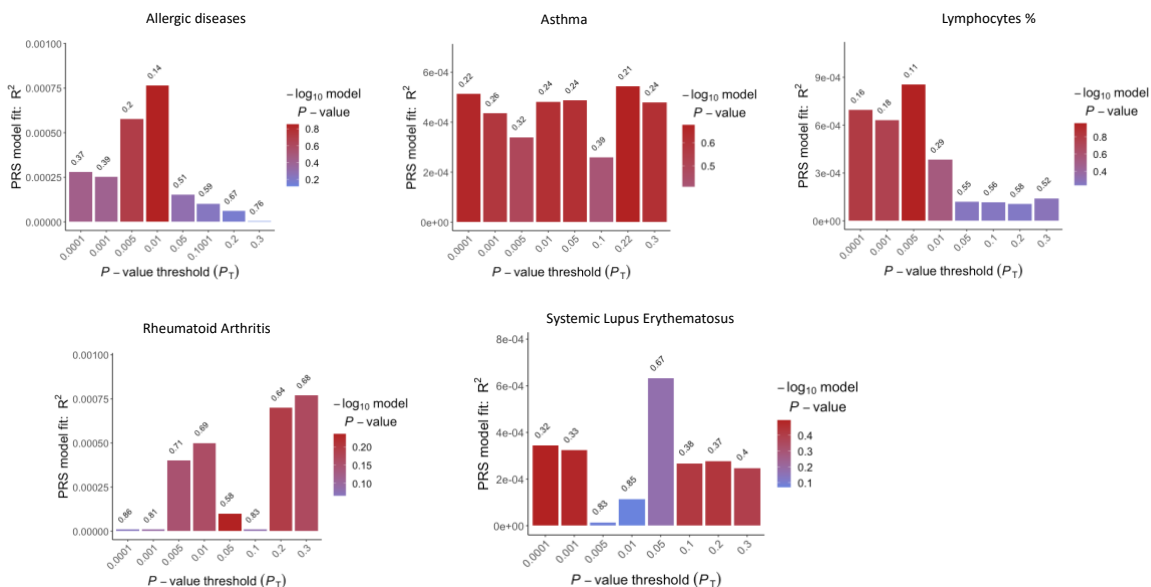 Allergic diseases
0.00100
0.00075
0.00050
0.00025
0.00000
PRS model fit: R²
0.37
0.39
0.2
0.14
0.51
0.59
0.67
0.76
0.0001
0.001
0.005
0.01
0.05
0.1001
0.2
0.3
P – value threshold (P_T)
– log₁₀ model
P – value
0.8
0.6
0.4
0.2
Asthma
6e-04
4e-04
2e-04
0e+00
PRS model fit: R²
0.22
0.26
0.32
0.24
0.24
0.39
0.21
0.24
0.0001
0.001
0.005
0.01
0.05
0.1
0.22
0.3
P – value threshold (P_T)
– log₁₀ model
P – value
0.6
0.5
Lymphocytes %
9e-04
6e-04
3e-04
0e+00
PRS model fit: R²
0.16
0.18
0.11
0.29
0.55
0.56
0.58
0.52
0.0001
0.001
0.005
0.01
0.05
0.1
0.2
0.3
P – value threshold (P_T)
– log₁₀ model
P – value
0.8
0.6
0.4
Rheumatoid Arthritis
0.00100
0.00075
0.00050
0.00025
0.00000
PRS model fit: R²
0.86
0.81
0.71
0.69
0.58
0.83
0.64
0.68
0.0001
0.001
0.005
0.01
0.05
0.1
0.2
0.3
P – value threshold (P_T)
– log₁₀ model
P – value
0.20
0.15
0.10
Systemic Lupus Erythematosus
8e-04
6e-04
4e-04
2e-04
0e+00
PRS model fit: R²
0.32
0.33
0.83
0.85
0.67
0.38
0.37
0.4
0.0001
0.001
0.005
0.01
0.05
0.1
0.2
0.3
P – value threshold (P_T)
– log₁₀ model
P – value
0.4
0.3
0.2
0.1